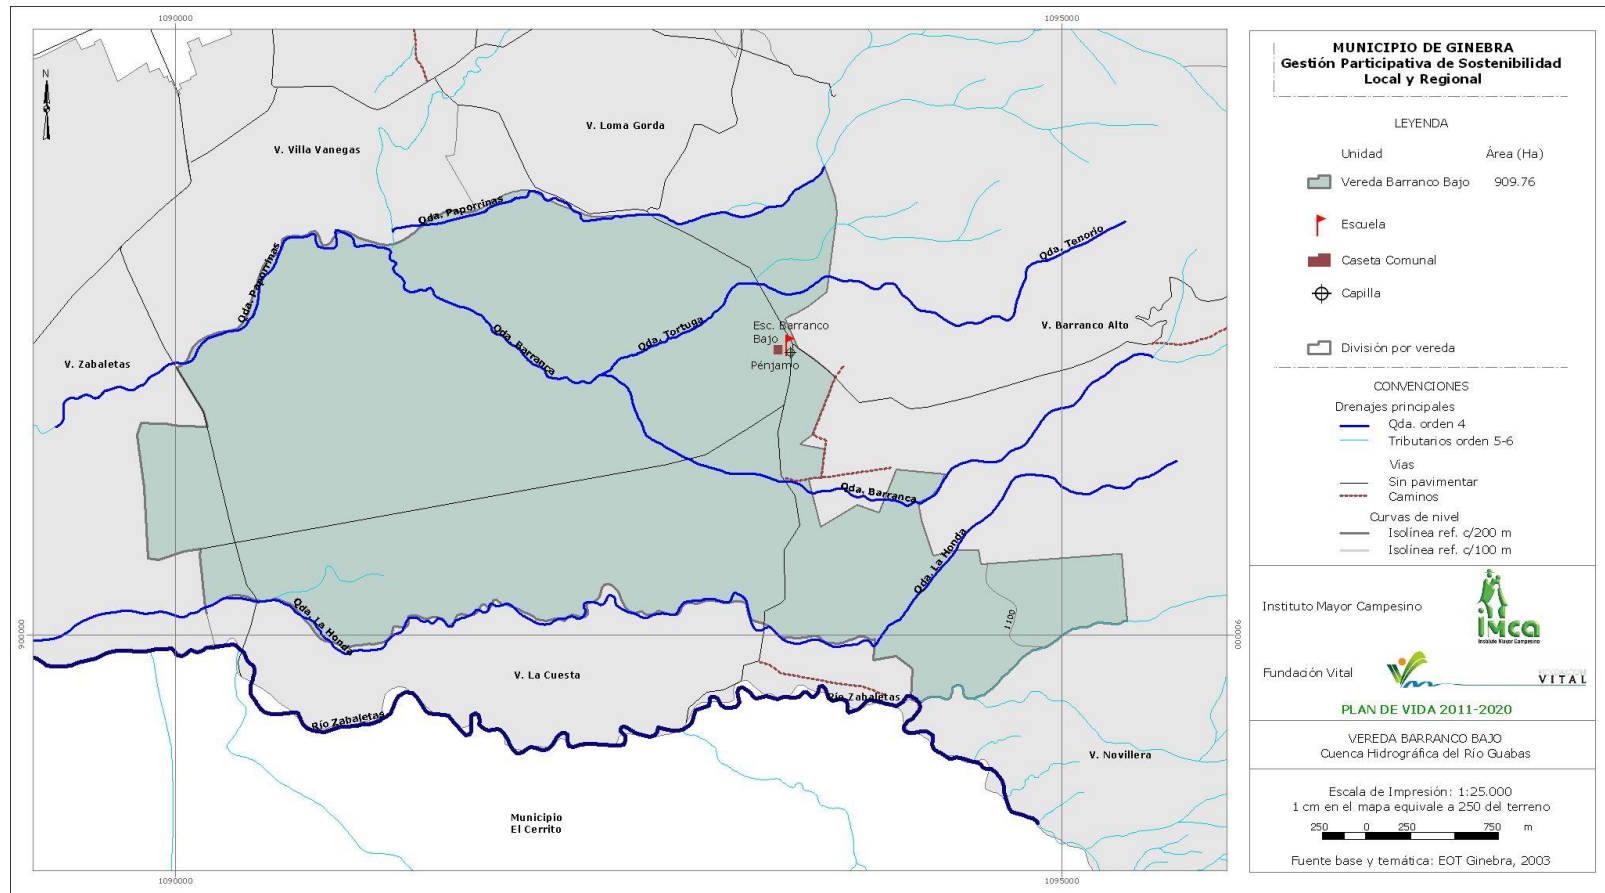 1090000
1095000
N
V. Loma Gorda
V. Villa Vanegas
Qda. Paporrinas
Qda. Paporrinas
Qda. Tenorio
V. Barranco Alto
Qda. Tortuga
Esc. Barranco
Bajo
Pénjamo
Qda. Barranca
V. Zabaletas
Qda. Barranca
Qda. La Honda
Qda. La Honda
1100
900000
900000
V. La Cuesta
Río Zabaletas
Río Zabaletas
V. Novillera
Municipio
El Cerrito
1090000
1095000
MUNICIPIO DE GINEBRA
Gestión Participativa de Sostenibilidad
Local y Regional
LEYENDA
Unidad Área (Ha)
Vereda Barranco Bajo 909.76
Escuela
Caseta Comunal
Capilla
División por vereda
CONVENCIONES
Drenajes principales
Qda. orden 4
Tributarios orden 5-6
Vías
Sin pavimentar
Caminos
Curvas de nivel
Isolínea ref. c/200 m
Isolínea ref. c/100 m
Instituto Mayor Campesino
iMca
Instituto Mayor Campesino
Fundación Vital
VITAL
PLAN DE VIDA 2011-2020
VEREDA BARRANCO BAJO
Cuenca Hidrográfica del Río Guabas
Escala de Impresión: 1:25.000
1 cm en el mapa equivale a 250 del terreno
250 0 250 750 m
Fuente base y temática: EOT Ginebra, 2003